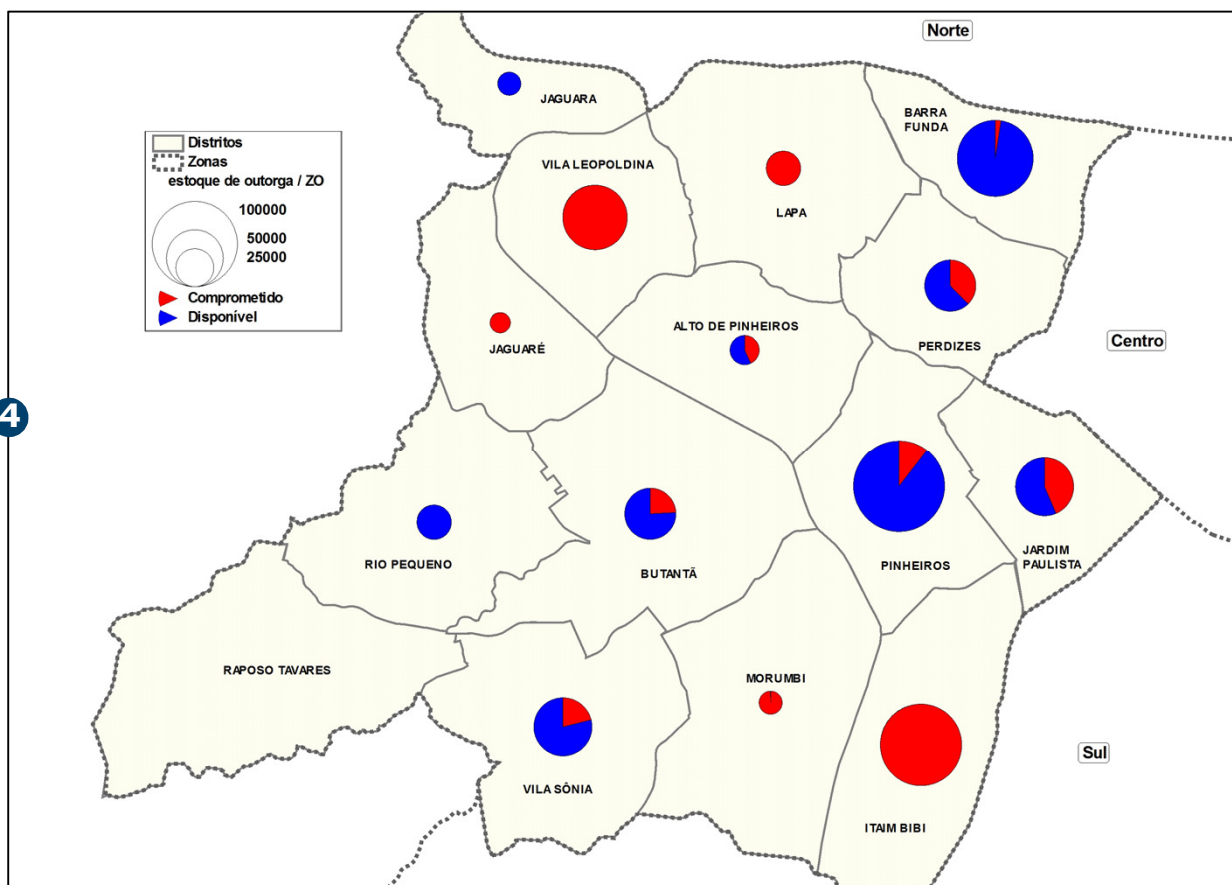 Norte
JAGUARA
BARRA
FUNDA
Distritos
Zonas
estoque de outorga / ZO
100000
50000
25000
Comprometido
Disponível
VILA LEOPOLDINA
LAPA
JAGUARÉ
ALTO DE PINHEIROS
PERDIZES
Centro
4
RIO PEQUENO
BUTANTÃ
PINHEIROS
JARDIM
PAULISTA
RAPOSO TAVARES
MORUMBI
VILA SÔNIA
ITAIM BIBI
Sul